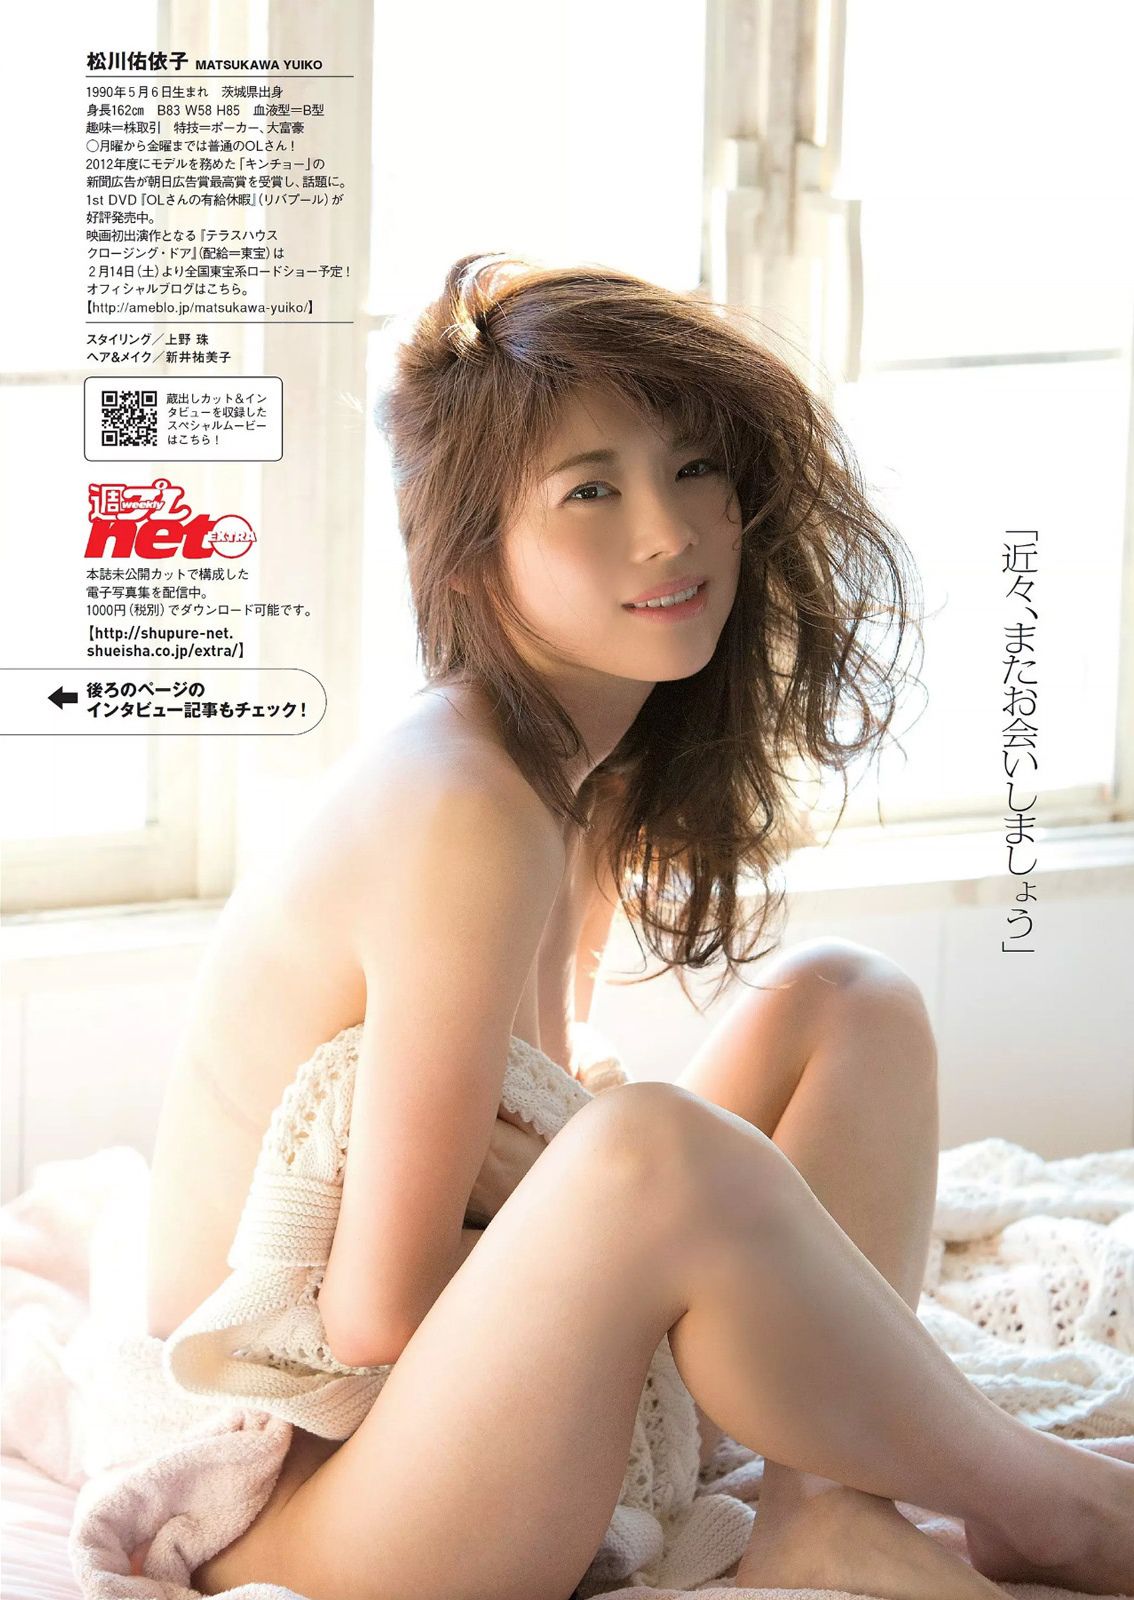 松川佑依子 MATSUKAWA YUIKO
1990年5月6日生まれ　茨城県出身
身長162㎝　B83 W58 H85　血液型＝B型
趣味＝株取引　特技＝ポーカー、大富豪
○月曜から金曜までは普通のOLさん！
2012年度にモデルを務めた「キンチョー」の
新聞広告が朝日広告賞最高賞を受賞し、話題に。
1st DVD『OLさんの有給休暇』（リバプール）が
好評発売中。
映画初出演作となる『テラスハウス
クロージング・ドア』（配給＝東宝）は
2月14日（土）より全国東宝系ロードショー予定！
オフィシャルブログはこちら。
【http://ameblo.jp/matsukawa-yuiko/】
スタイリング／上野 珠
ヘア&メイク／新井祐美子
蔵出しカット＆イン
タビューを収録した
スペシャルムービー
はこちら！
週プレ
weekly
net EXTRA
本誌未公開カットで構成した
電子写真集を配信中。
1000円（税別）でダウンロード可能です。
【http://shupure-net.
shueisha.co.jp/extra/】
後ろのページの
インタビュー記事もチェック！
「近々、またお会いしましょう」